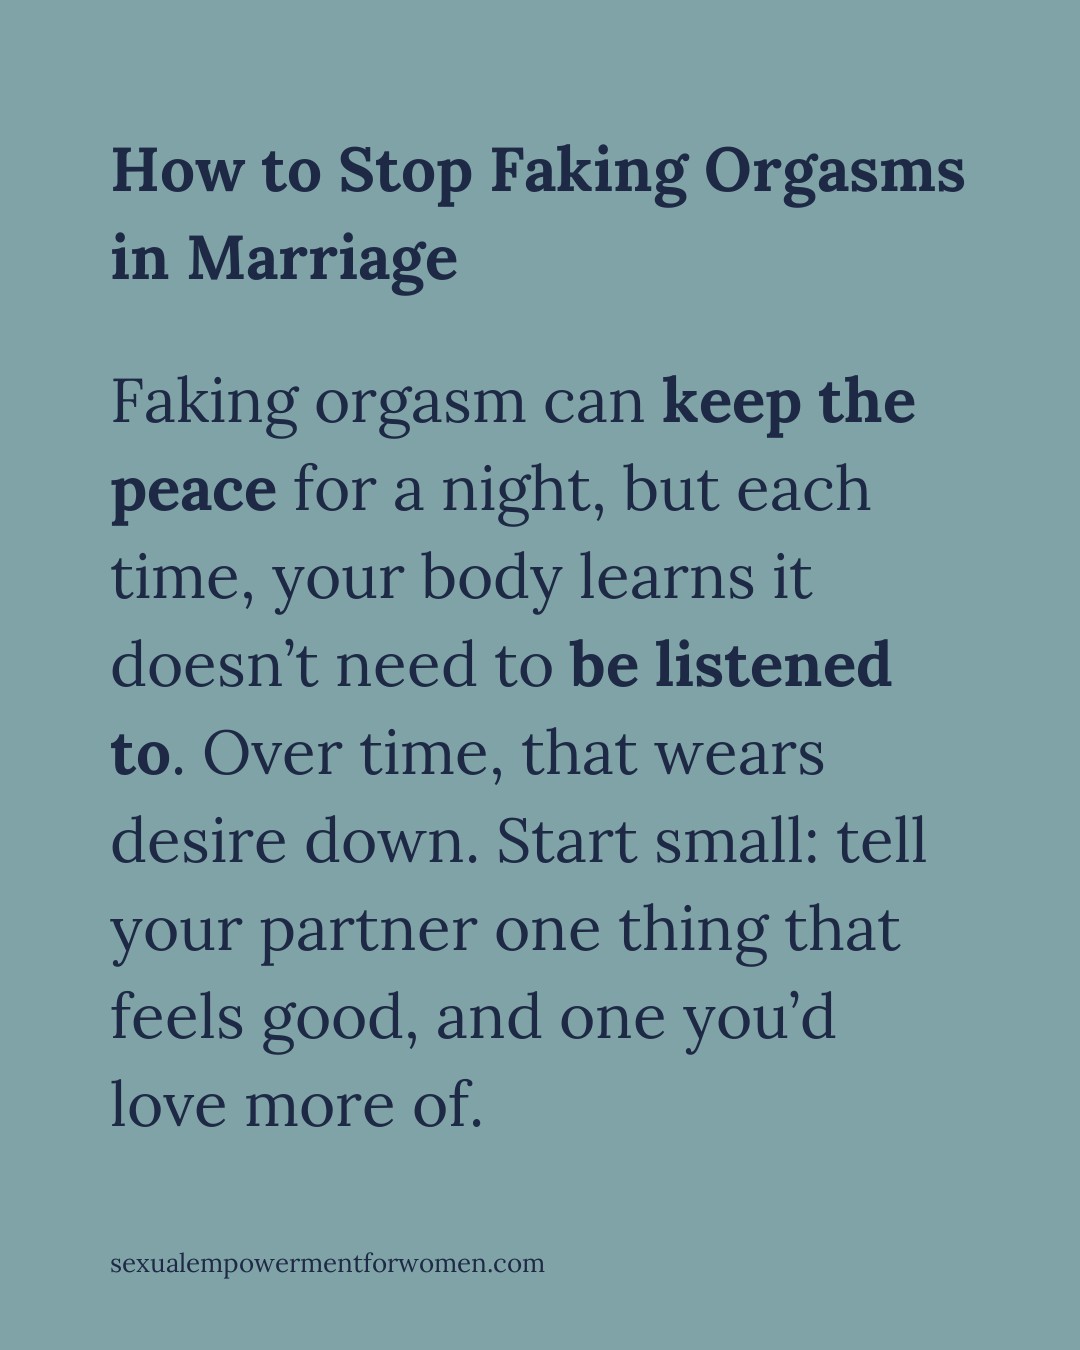 How to Stop Faking Orgasms
in Marriage
Faking orgasm can keep the
peace for a night, but each
time, your body learns it
doesn’t need to be listened
to. Over time, that wears
desire down. Start small: tell
your partner one thing that
feels good, and one you’d
love more of.
sexualempowermentforwomen.com